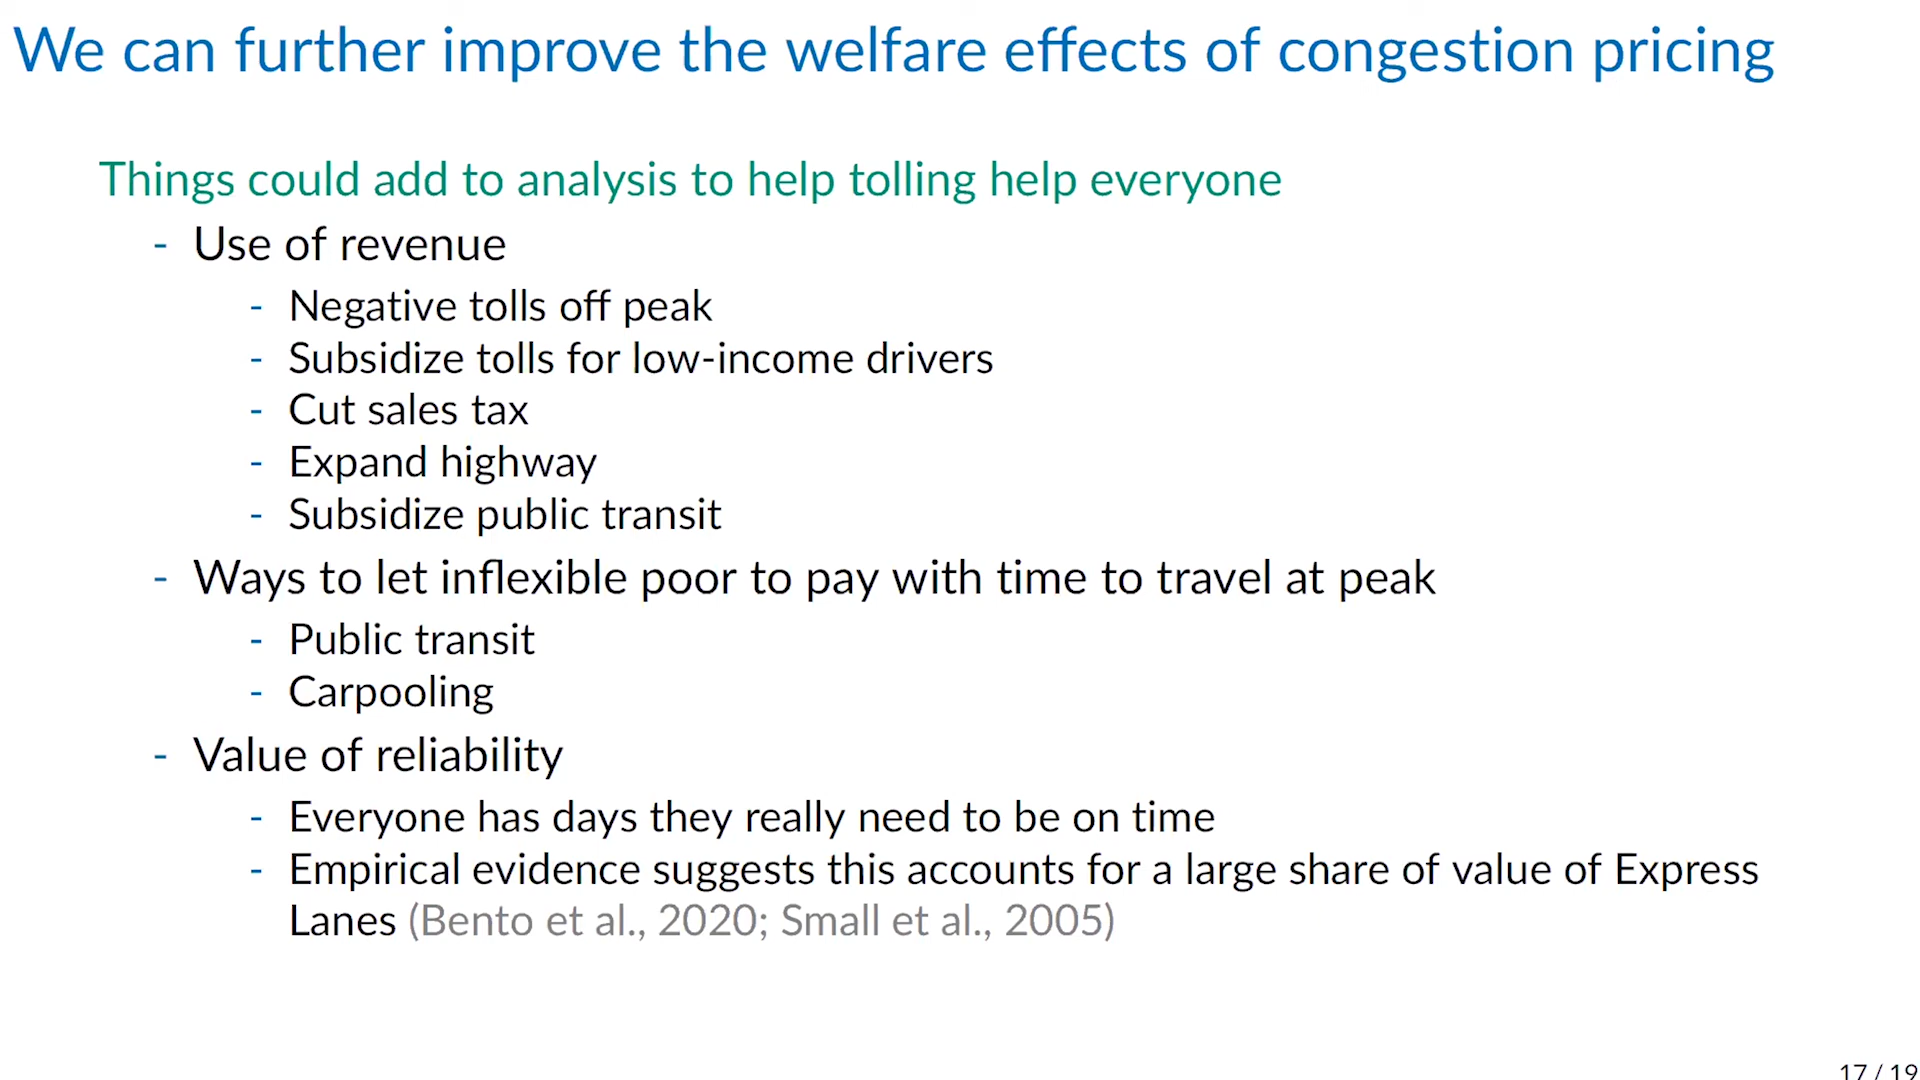 We can further improve the welfare effects of congestion pricing
Things could add to analysis to help tolling help everyone
- Use of revenue
- Negative tolls off peak
- Subsidize tolls for low-income drivers
- Cut sales tax
- Expand highway
- Subsidize public transit
- Ways to let inflexible poor to pay with time to travel at peak
- Public transit
- Carpooling
- Value of reliability
- Everyone has days they really need to be on time
- Empirical evidence suggests this accounts for a large share of value of Express
Lanes (Bento et al., 2020; Small et al., 2005)
17 / 19